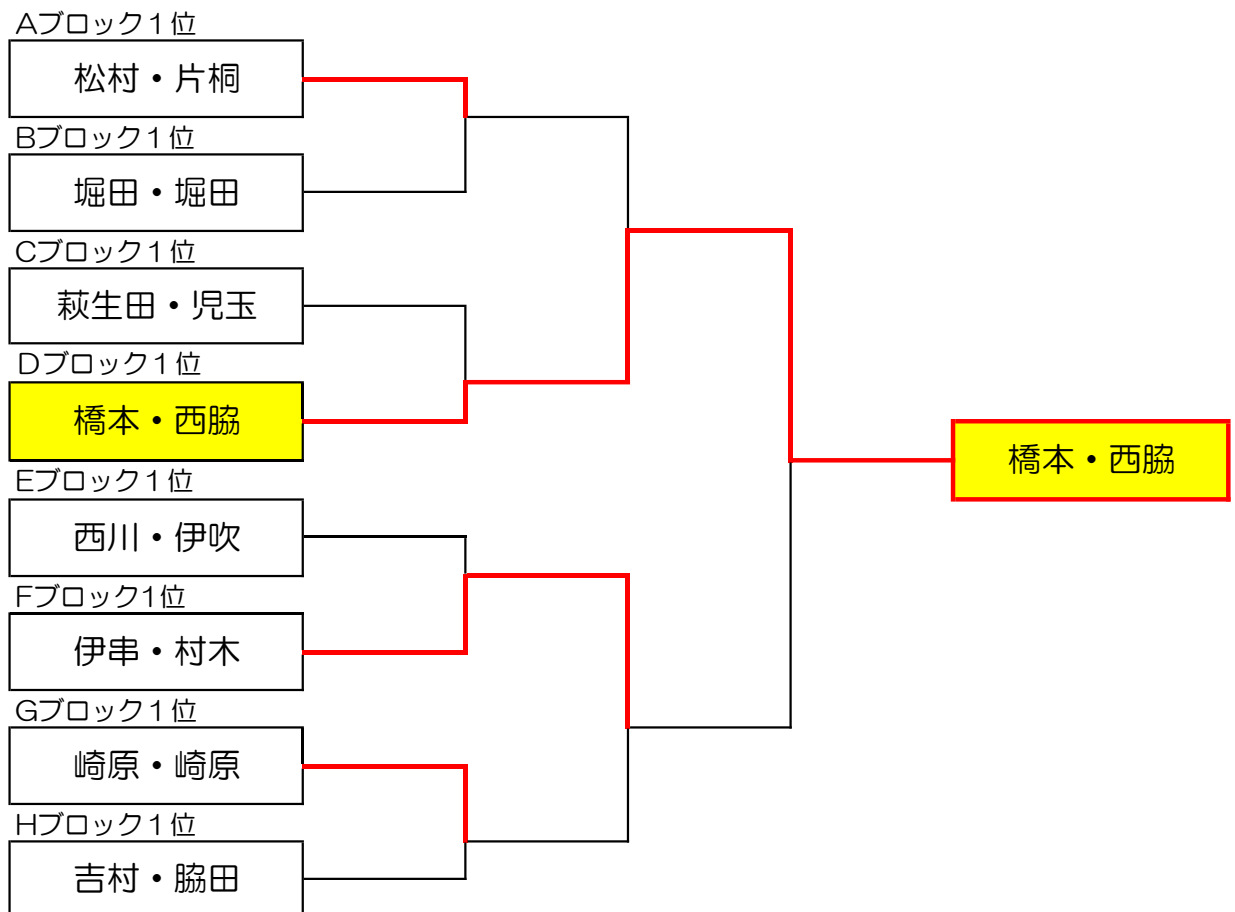 Aブロック１位
松村・片桐
Bブロック１位
堀田・堀田
Cブロック１位
萩生田・児玉
Dブロック１位
橋本・西脇
Eブロック１位
西川・伊吹
Fブロック1位
伊串・村木
Gブロック１位
崎原・崎原
Hブロック１位
吉村・脇田
橋本・西脇